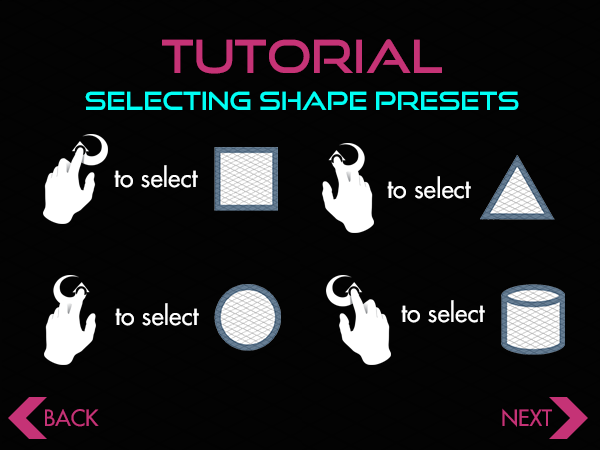 TUTORIAL
SELECTING SHAPE PRESETS
to select
to select
to select
to select
BACK
NEXT